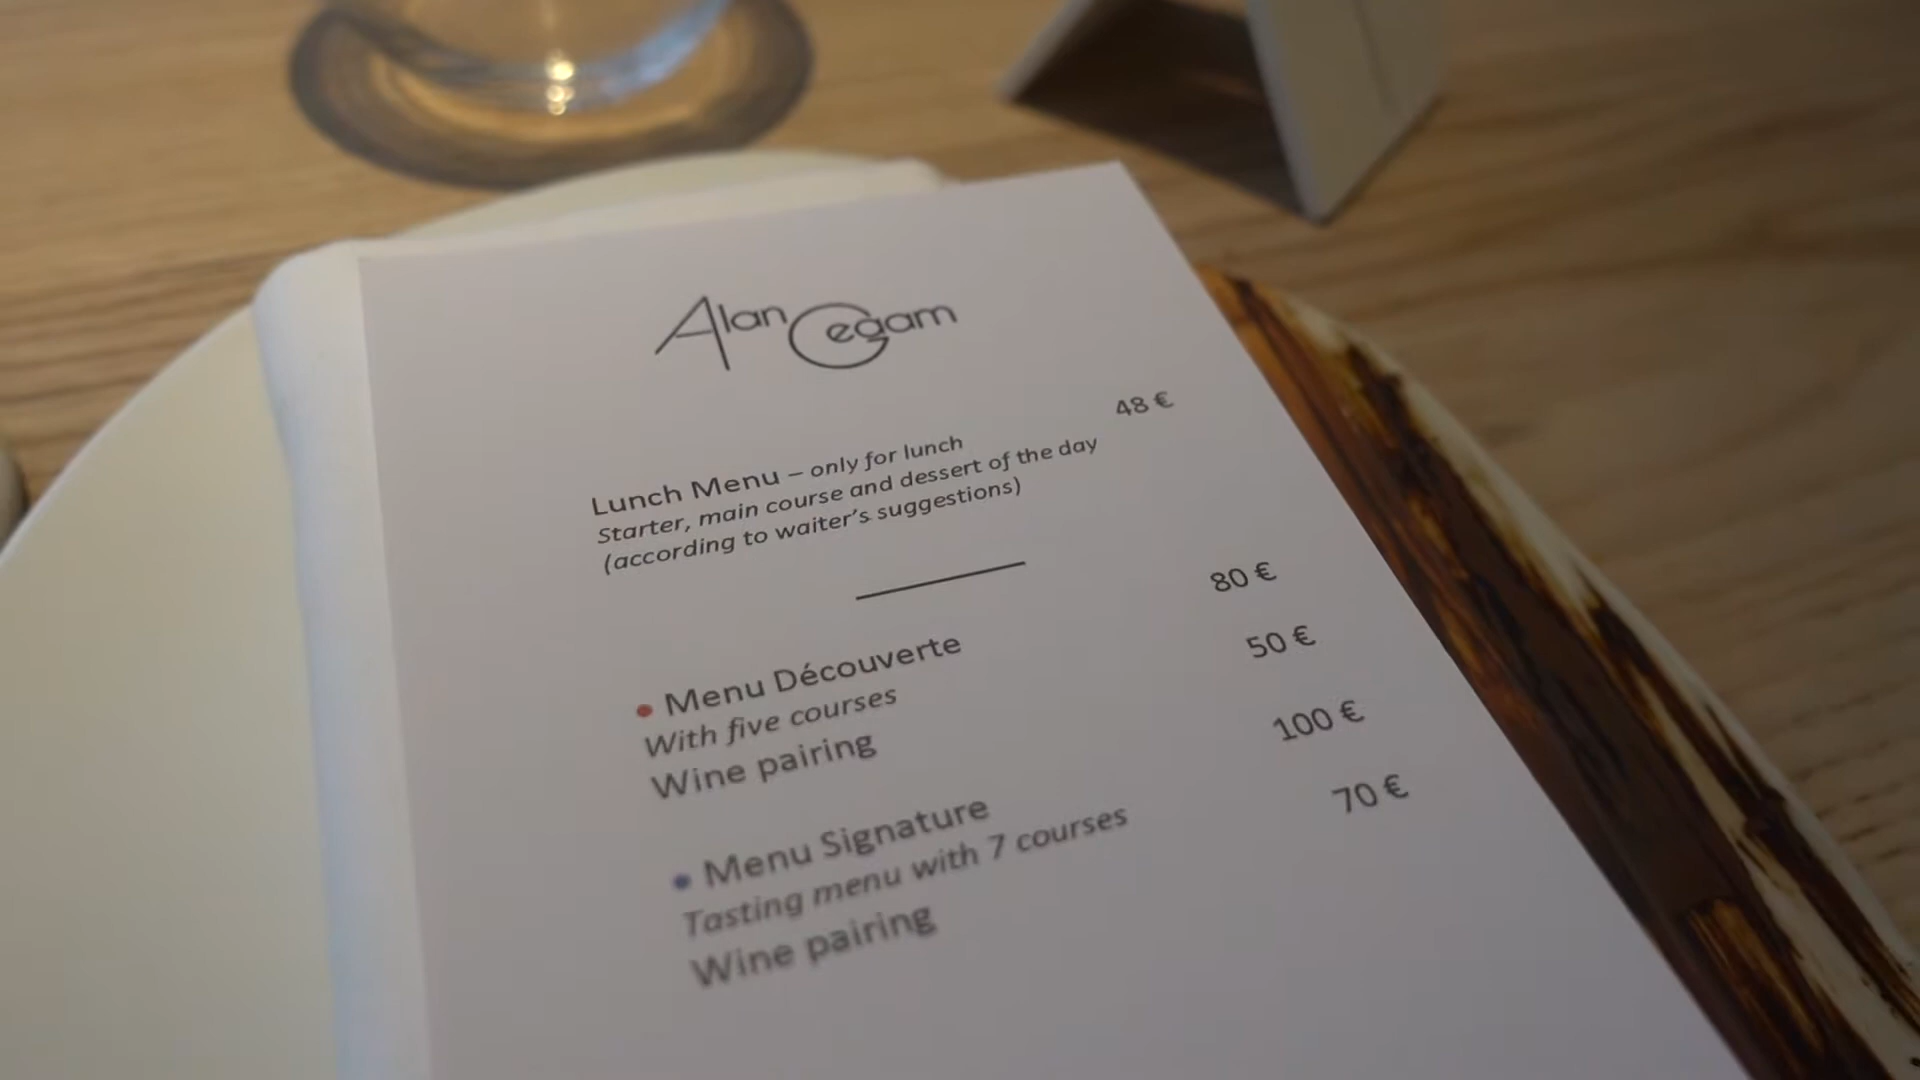 Alan Gegam
48 €
Lunch Menu – only for lunch
Starter, main course and dessert of the day
(according to waiter's suggestions)
80 €
• Menu Découverte
With five courses
50 €
Wine pairing
100 €
• Menu Signature
Tasting menu with 7 courses
70 €
Wine pairing